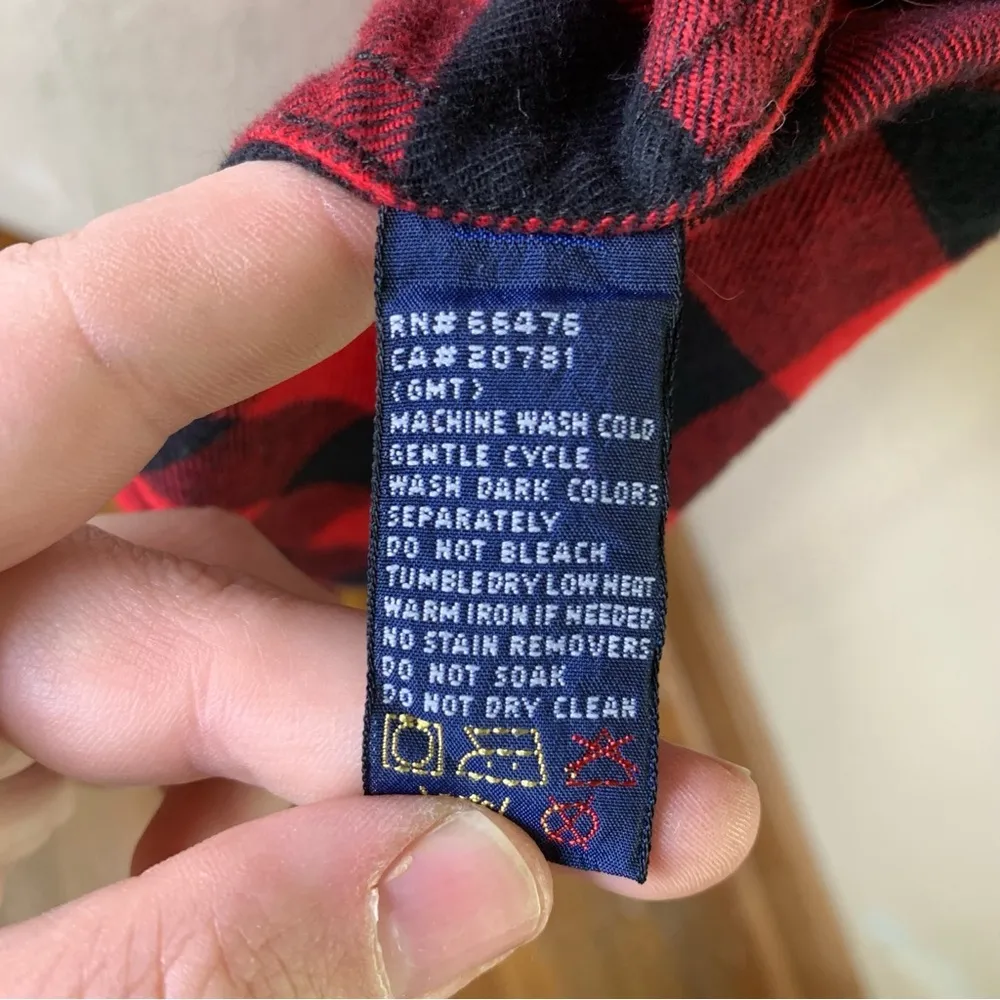 RN# 66476
CA# 20781
(GMT)
MACHINE WASH COLD
GENTLE CYCLE
WASH DARK COLORS
SEPARATELY
DO NOT BLEACH
TUMBLE DRY LOW HEAT
WARM IRON IF NEEDED
NO STAIN REMOVERS
DO NOT SOAK
DO NOT DRY CLEAN